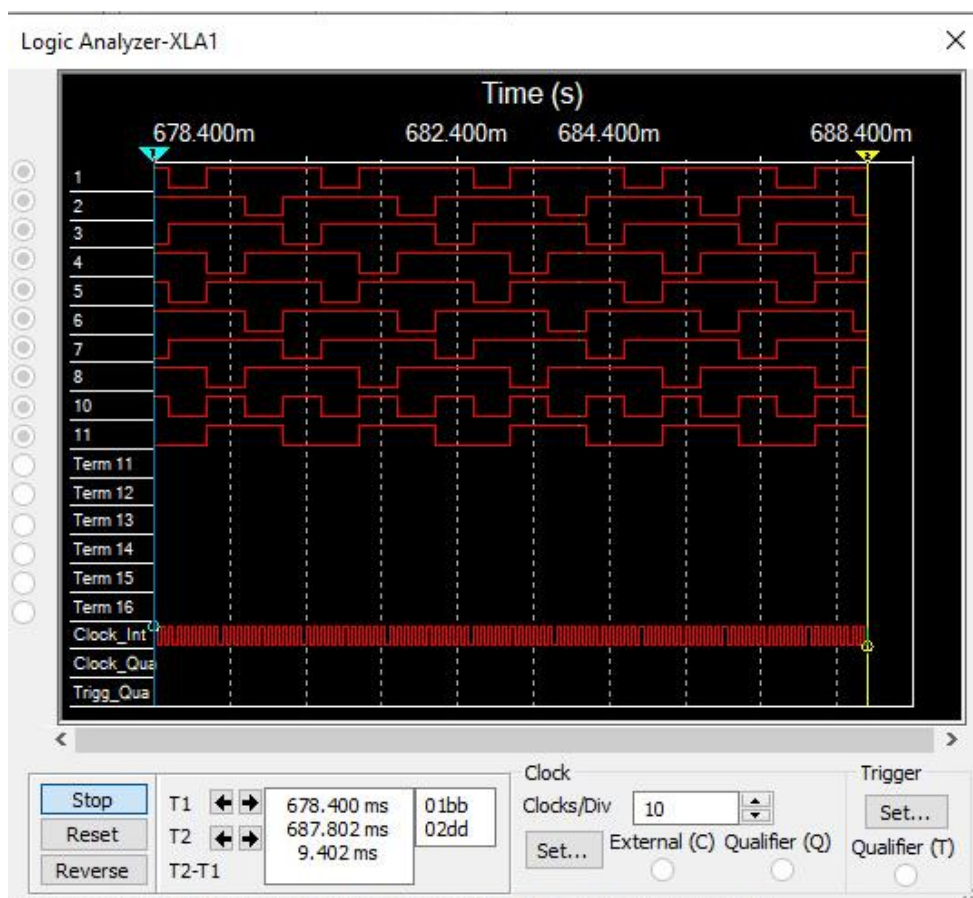 Logic Analyzer-XLA1
Time (s)
678.400m 682.400m 684.400m 688.400m
1
2
3
4
5
6
7
8
10
11
Term 11
Term 12
Term 13
Term 14
Term 15
Term 16
Clock_Int
Clock_Qua
Trigg_Qua
Stop
Reset
Reverse
T1
T2
T2-T1
678.400 ms
687.802 ms
9.402 ms
01bb
02dd
Clock
Clocks/Div 10
Set...
External (C) Qualifier (Q)
Trigger
Set...
Qualifier (T)